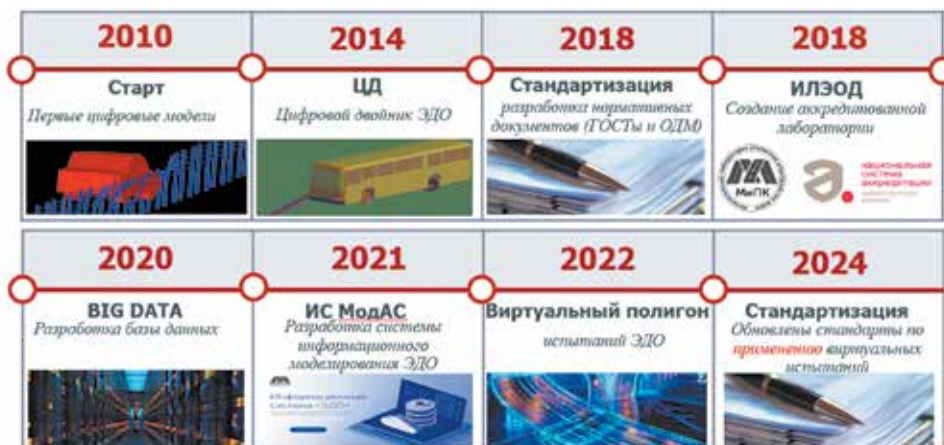 2010
2014
2018
2018
Старт
Первые цифровые модели
ЦД
Цифровой двойник ЭДО
Стандартизация
разработка нормативных
документов (ГОСТы и ОДМ)
ИЛЭОД
Создание аккредитованной
лаборатории
МиПК
НАЦИОНАЛЬНАЯ
СИСТЕМА
АККРЕДИТАЦИИ
2020
2021
2022
2024
BIG DATA
Разработка базы данных
ИС МодАС
Разработка системы
информационного
моделирования ЭДО
Виртуальный полигон
испытаний ЭДО
Стандартизация
Обновлены стандарты по
применению виртуальных
испытаний